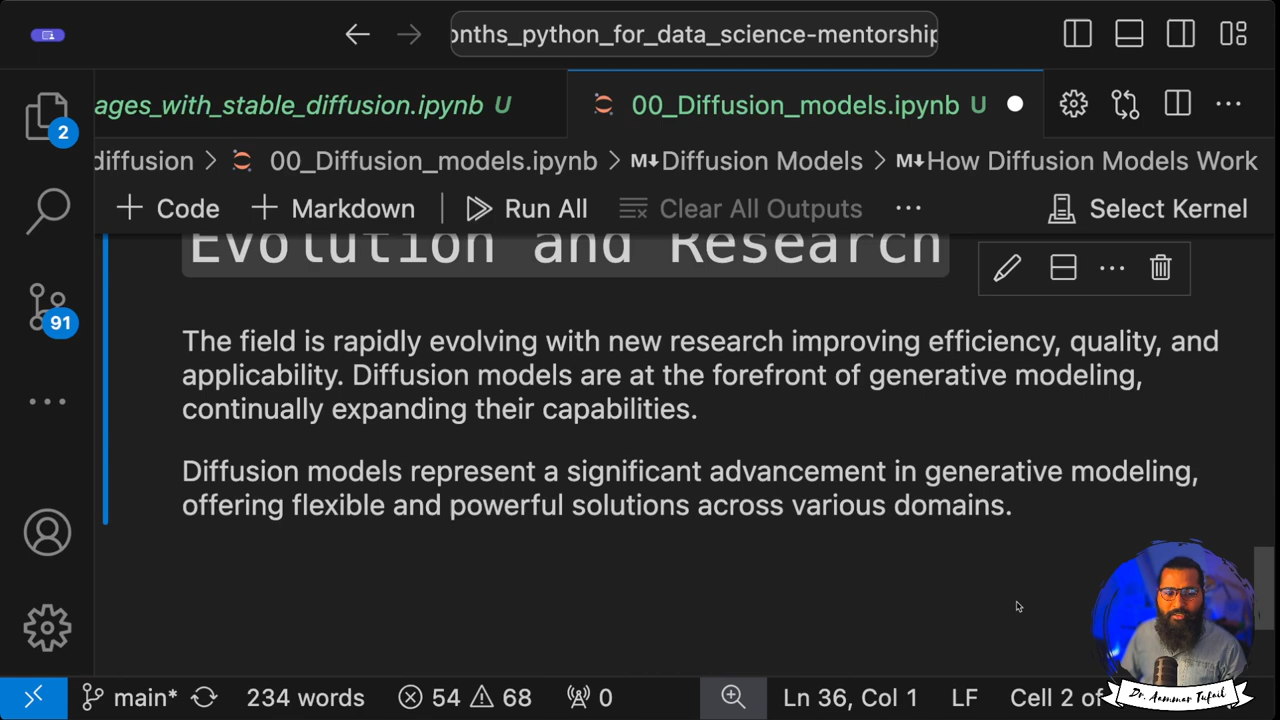 onths_python_for_data_science-mentorship
2
91
ages_with_stable_diffusion.ipynb U
00_Diffusion_models.ipynb U
diffusion > 00_Diffusion_models.ipynb > M↓Diffusion Models > M↓How Diffusion Models Work
Code
Markdown
Run All
Clear All Outputs
Select Kernel
Evolution and Research
The field is rapidly evolving with new research improving efficiency, quality, and
applicability. Diffusion models are at the forefront of generative modeling,
continually expanding their capabilities.
Diffusion models represent a significant advancement in generative modeling,
offering flexible and powerful solutions across various domains.
main*
234 words
54
68
0
Ln 36, Col 1
LF
Cell 2 of
Dr. Aammar Tufail